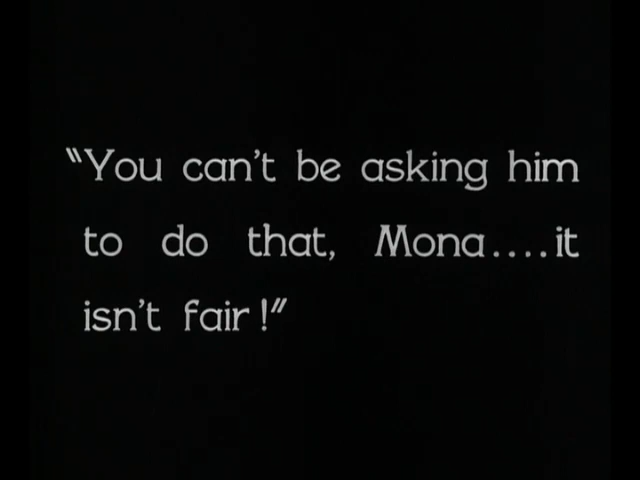 "You can't be asking him
to do that, Mona....it
isn't fair!"